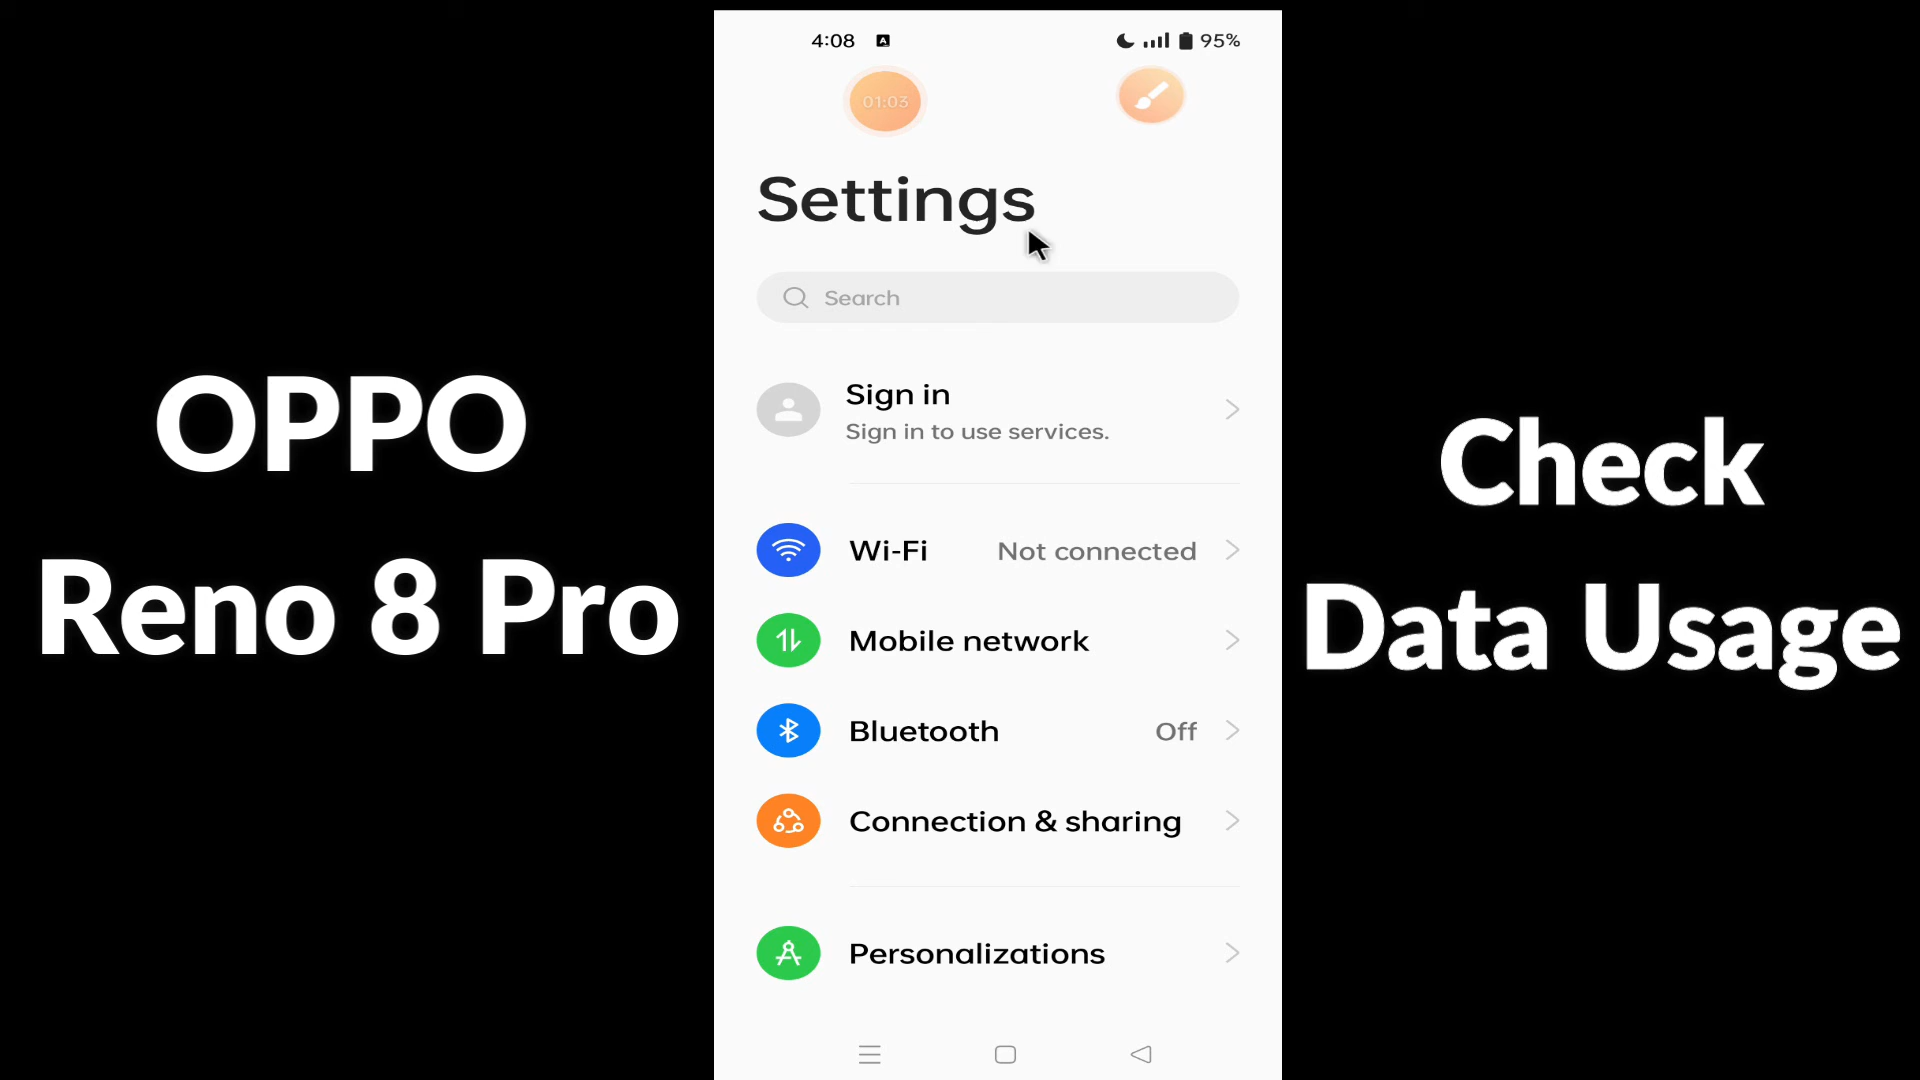 4:08 A 95%
01:03
Settings
Search
Sign in
Sign in to use services.
Wi-Fi Not connected
Mobile network
Bluetooth Off
Connection & sharing
Personalizations
OPPO
Reno 8 Pro
Check
Data Usage